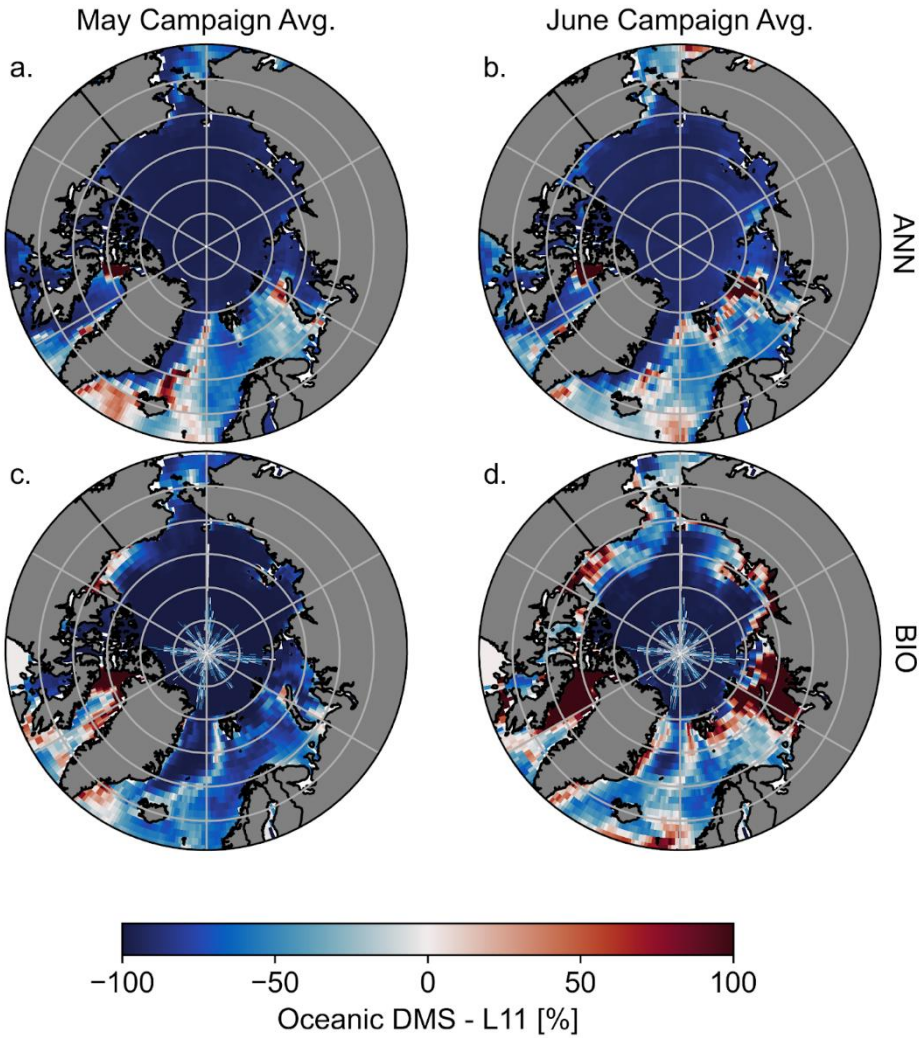 May Campaign Avg.
June Campaign Avg.
a.
b.
ANN
c.
d.
BIO
−100
−50
0
50
100
Oceanic DMS - L11 [%]